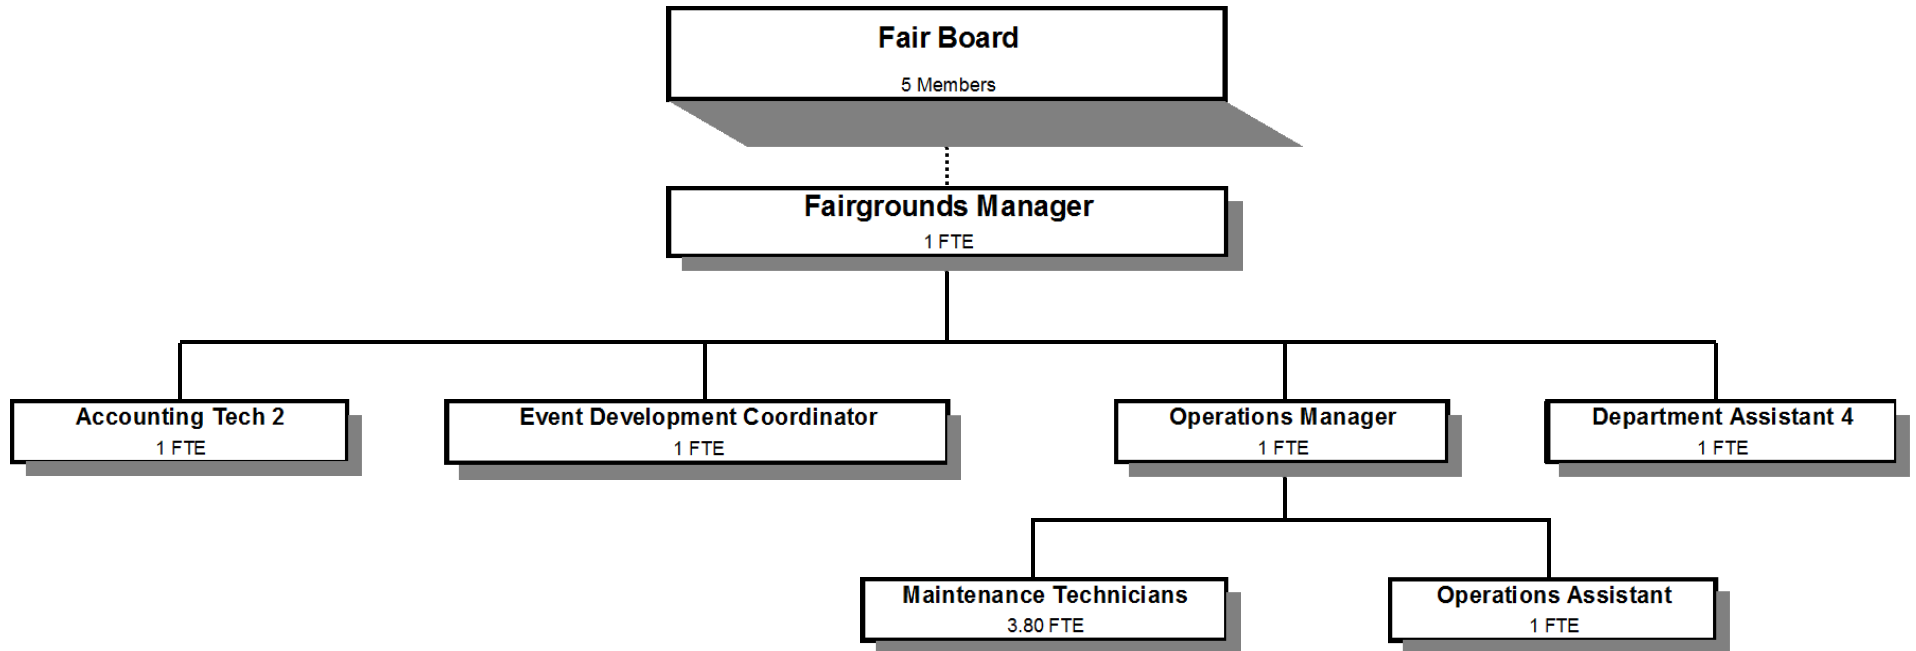 Fair Board
5 Members
Fairgrounds Manager
1 FTE
Accounting Tech 2
1 FTE
Event Development Coordinator
1 FTE
Operations Manager
1 FTE
Department Assistant 4
1 FTE
Maintenance Technicians
3.80 FTE
Operations Assistant
1 FTE